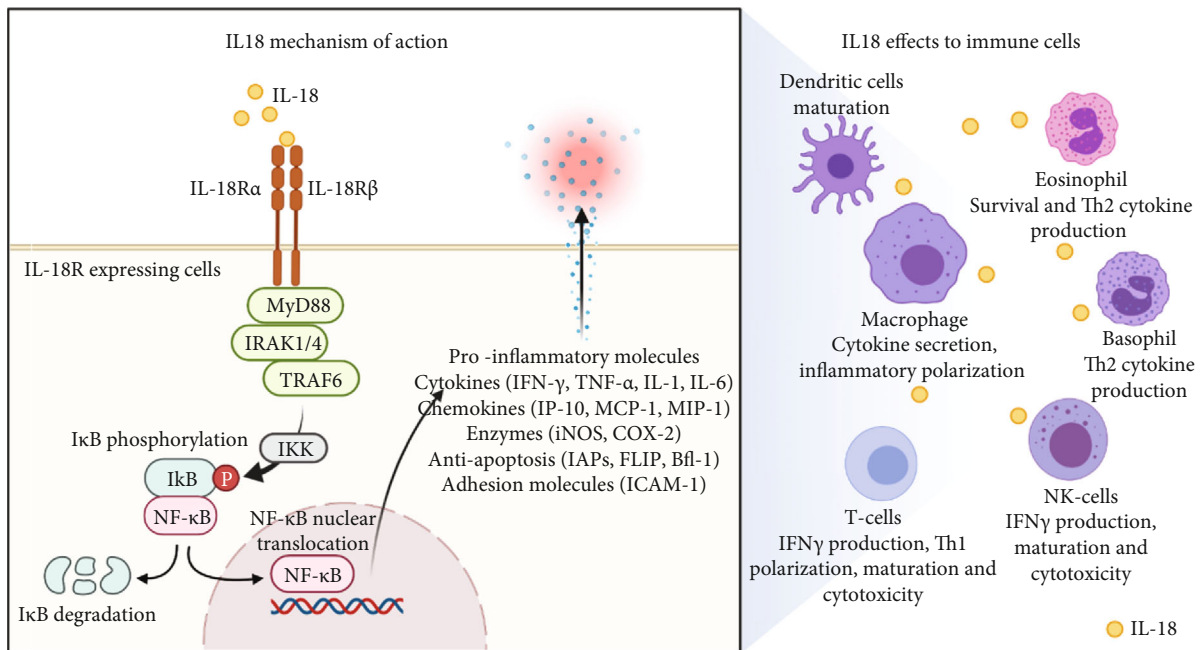 IL18 mechanism of action
IL-18
IL-18Rα
IL-18Rβ
IL-18R expressing cells
MyD88
IRAK1/4
TRAF6
IκB phosphorylation
IKK
IkB
P
NF-κB
IκB degradation
NF-κB nuclear
translocation
NF-κB
Pro -inflammatory molecules
Cytokines (IFN-γ, TNF-α, IL-1, IL-6)
Chemokines (IP-10, MCP-1, MIP-1)
Enzymes (iNOS, COX-2)
Anti-apoptosis (IAPs, FLIP, Bfl-1)
Adhesion molecules (ICAM-1)
IL18 effects to immune cells
Dendritic cells
maturation
Eosinophil
Survival and Th2 cytokine
production
Macrophage
Cytokine secretion,
inflammatory polarization
Basophil
Th2 cytokine
production
T-cells
IFNγ production, Th1
polarization, maturation and
cytotoxicity
NK-cells
IFNγ production,
maturation and
cytotoxicity
IL-18